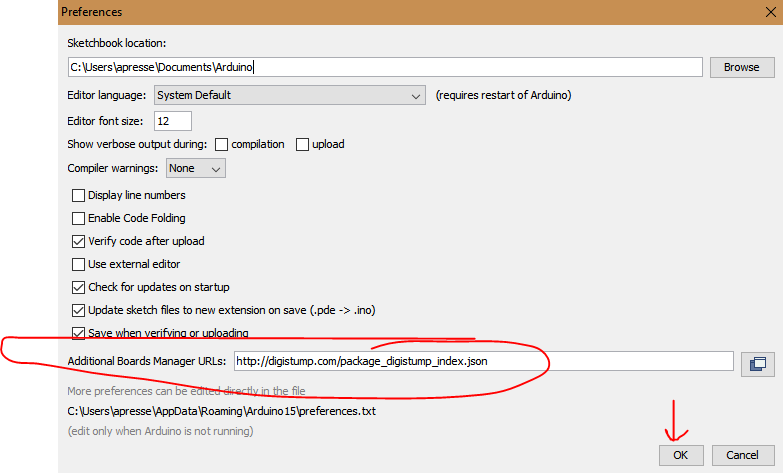 Preferences
Sketchbook location:
C:\Users\apresse\Documents\Arduino
Browse
Editor language: System Default (requires restart of Arduino)
Editor font size: 12
Show verbose output during: compilation upload
Compiler warnings: None
Display line numbers
Enable Code Folding
Verify code after upload
Use external editor
Check for updates on startup
Update sketch files to new extension on save (.pde -> .ino)
Save when verifying or uploading
Additional Boards Manager URLs: http://digistump.com/package_digistump_index.json
More preferences can be edited directly in the file
C:\Users\apresse\AppData\Roaming\Arduino15\preferences.txt
(edit only when Arduino is not running)
OK Cancel